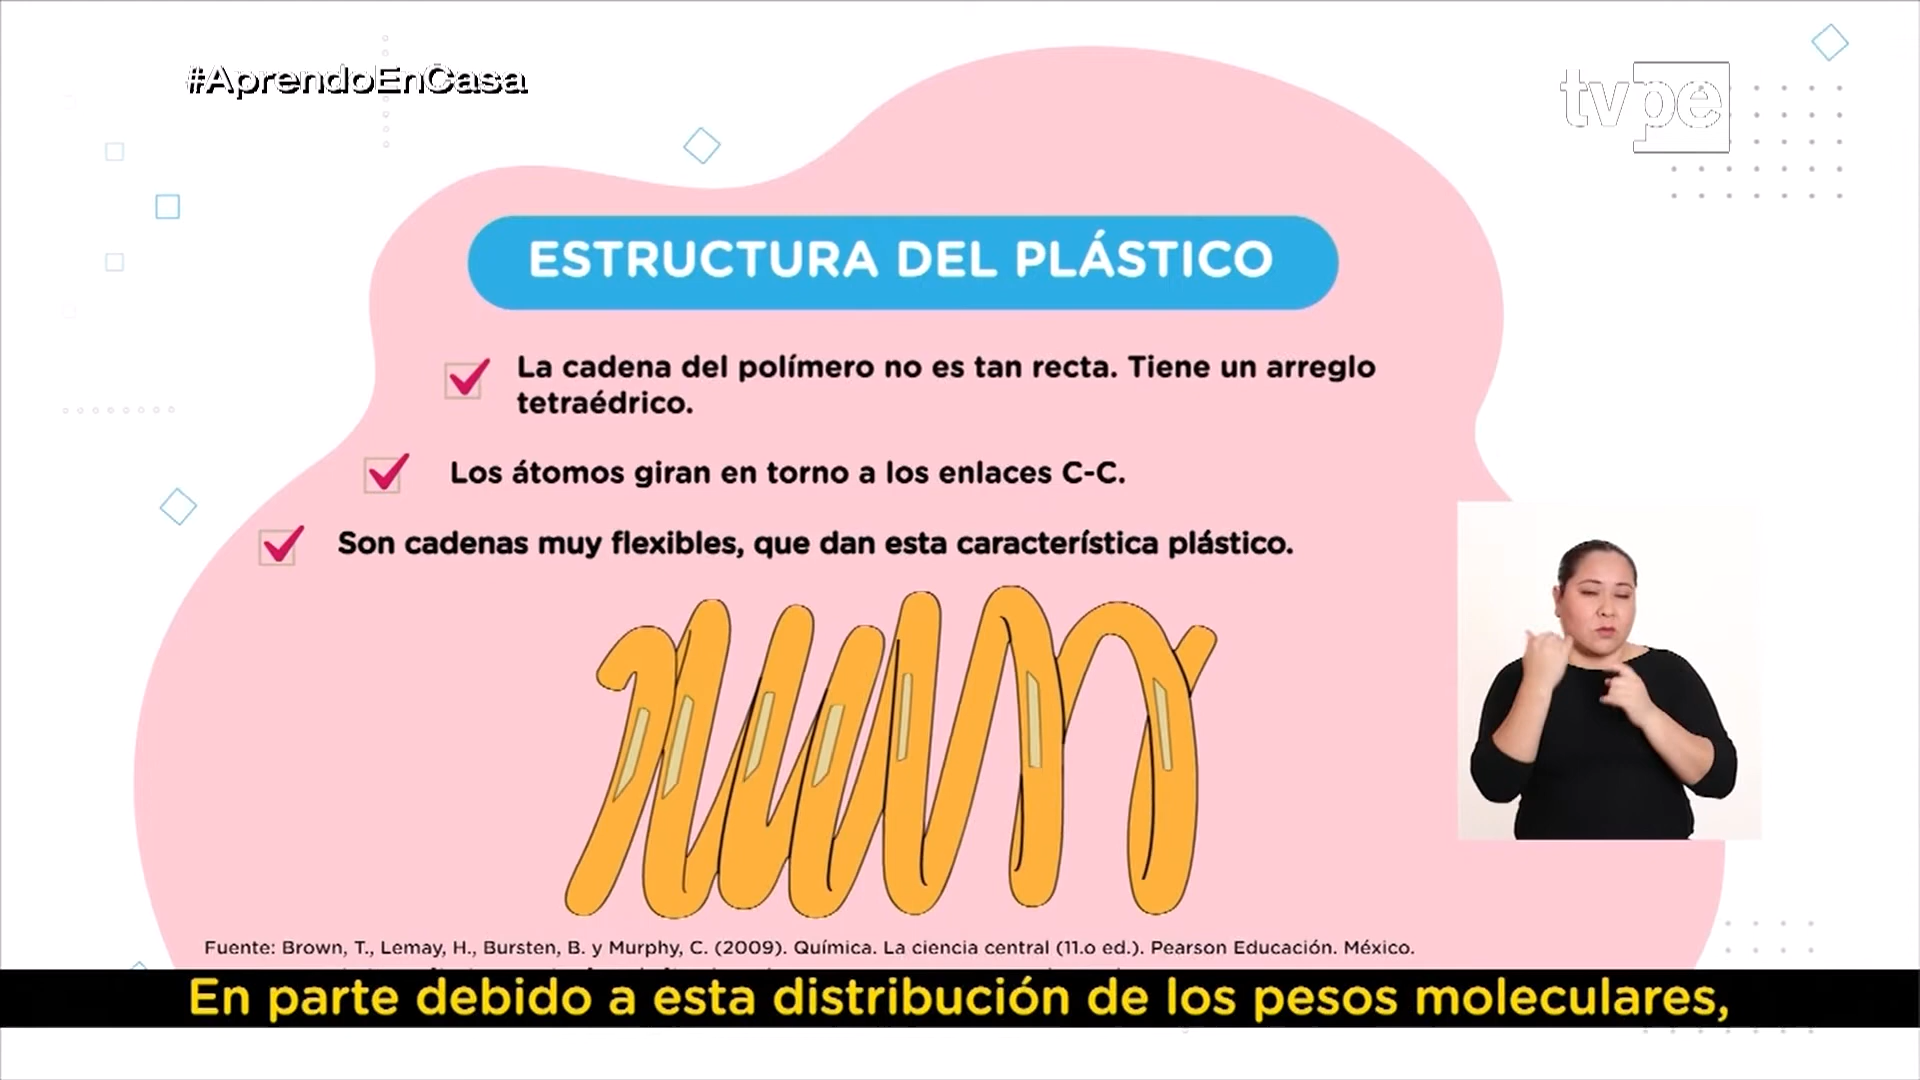 #AprendoEnCasa
tvpe
ESTRUCTURA DEL PLÁSTICO
La cadena del polímero no es tan recta. Tiene un arreglo
tetraédrico.
Los átomos giran en torno a los enlaces C-C.
Son cadenas muy flexibles, que dan esta característica plástico.
Fuente: Brown, T., Lemay, H., Bursten, B. y Murphy, C. (2009). Química. La ciencia central (11.o ed.). Pearson Educación. México.
En parte debido a esta distribución de los pesos moleculares,